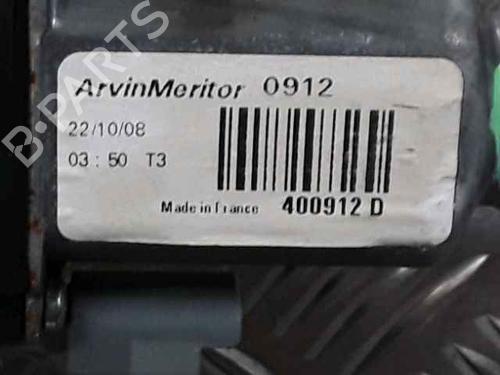 B-PARTS
ArvinMeritor 0912
22/10/08
03 : 50 T3
Made in France 400912 D